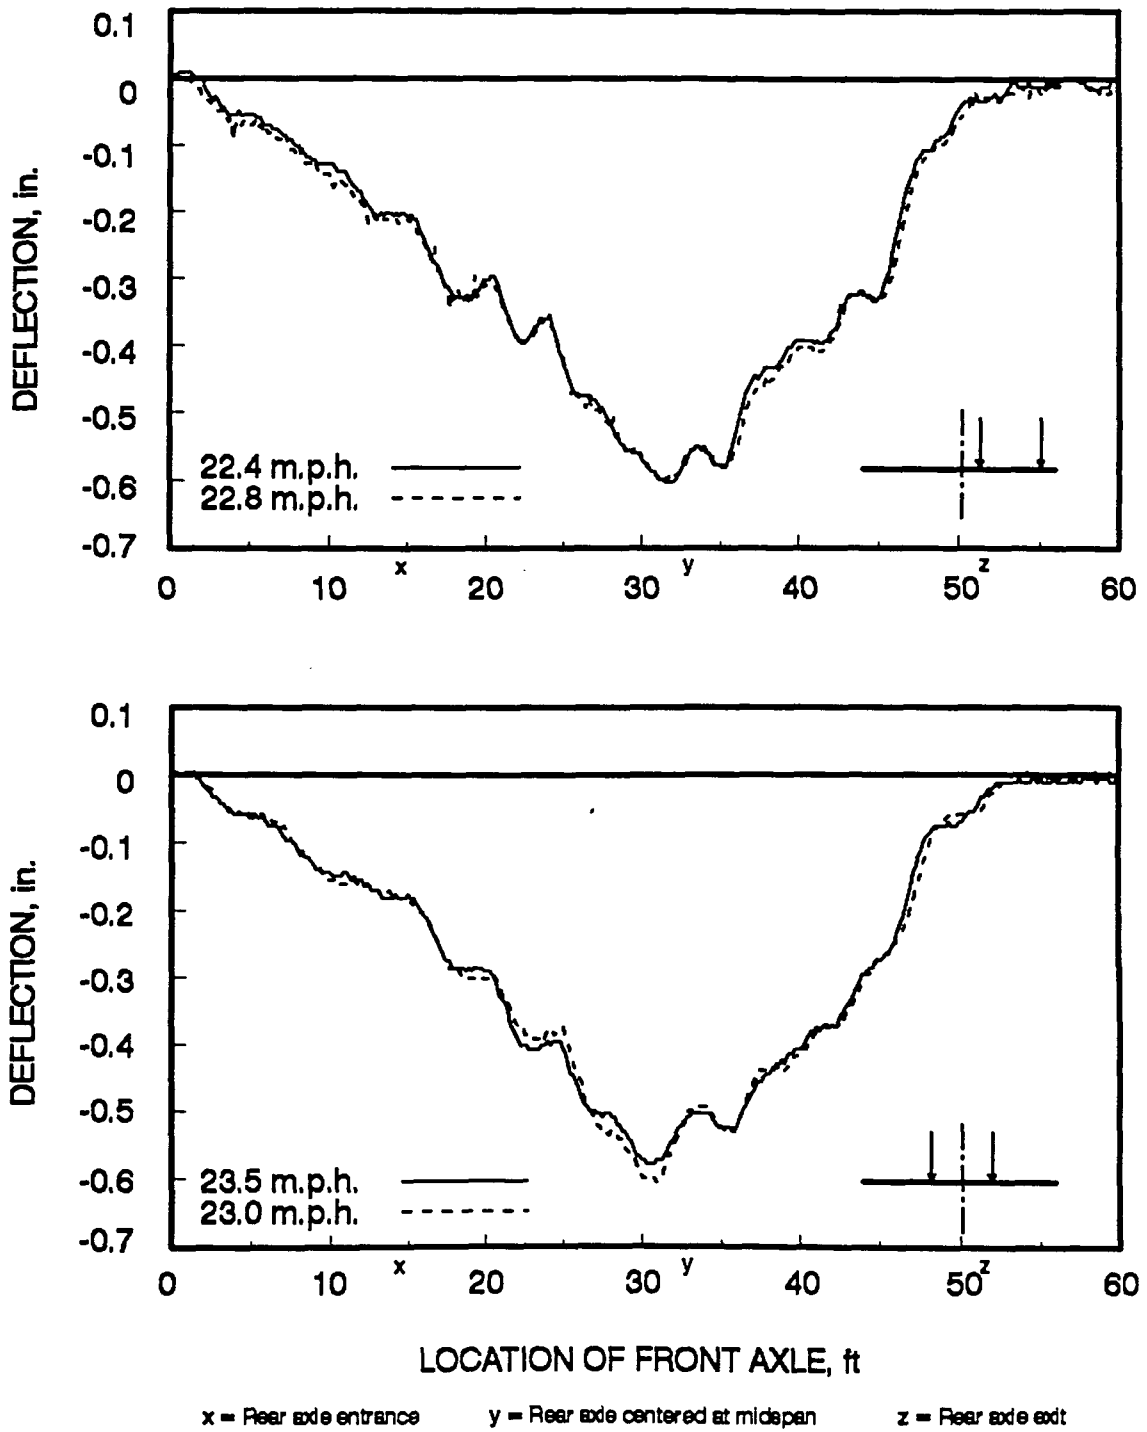 0.1
0
-0.1
-0.2
-0.3
-0.4
-0.5
-0.6
-0.7
DEFLECTION, in.
22.4 m.p.h.
22.8 m.p.h.
x y z
0 10 20 30 40 50 60
0.1
0
-0.1
-0.2
-0.3
-0.4
-0.5
-0.6
-0.7
DEFLECTION, in.
23.5 m.p.h.
23.0 m.p.h.
x y z
0 10 20 30 40 50 60
LOCATION OF FRONT AXLE, ft
x = Rear axle entrance y = Rear axle centered at midspan z = Rear axle exit